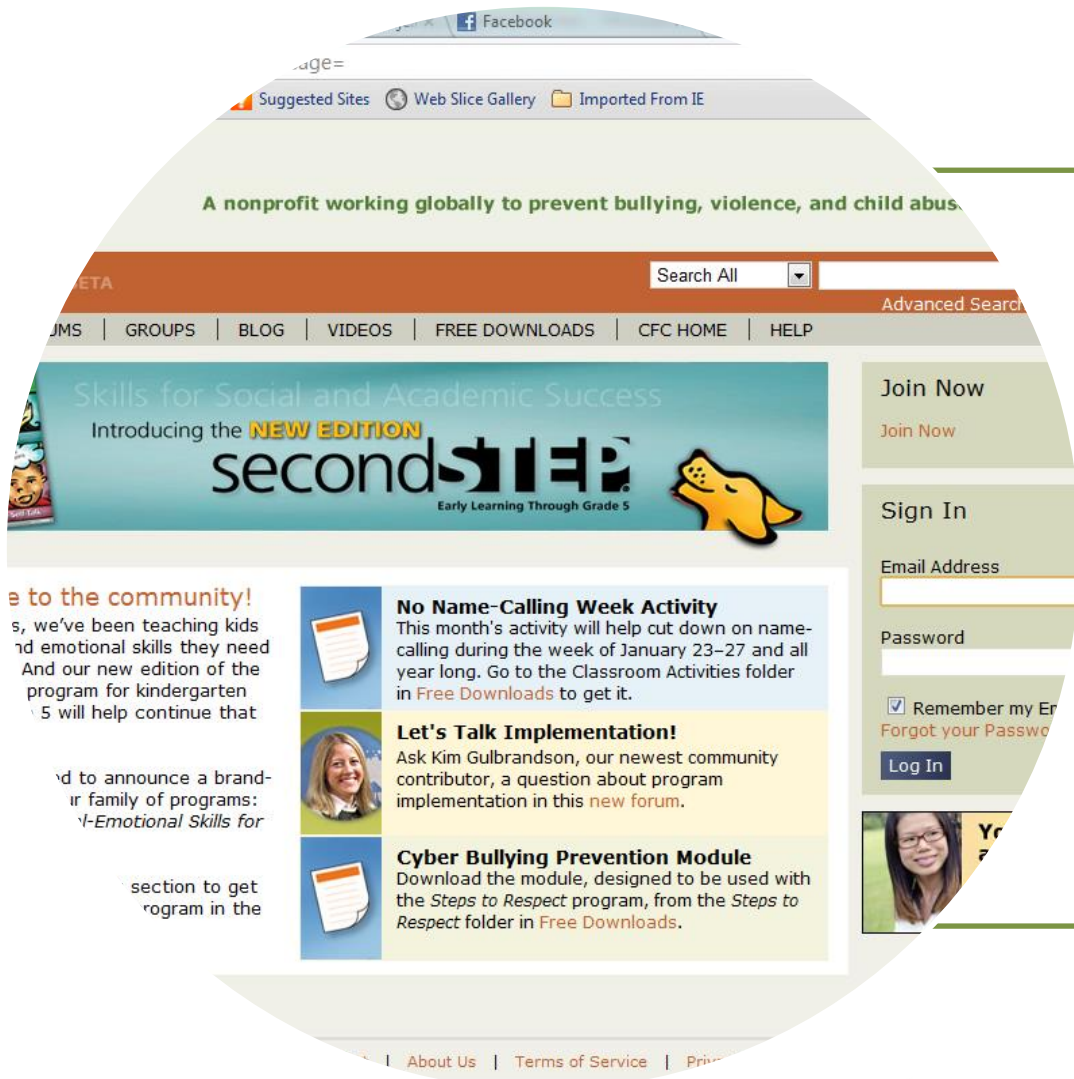 Facebook
Suggested Sites Web Slice Gallery Imported From IE
A nonprofit working globally to prevent bullying, violence, and child
Search All
Advanced Search
GROUPS | BLOG | VIDEOS | FREE DOWNLOADS | CFC HOME | HELP
Skills for Social and Academic Success
Introducing the NEW EDITION
secondSTEP
Early Learning Through Grade 5
Self-Talk
Join Now
Join Now
Sign In
Email Address
Password
Remember my
Forgot your
Log In
to the community!
we've been teaching kids
emotional skills they need
And our new edition of the
program for kindergarten
5 will help continue that
to announce a brand-
family of programs:
Skills for
section to get
in the
No Name-Calling Week Activity
This month's activity will help cut down on name-
calling during the week of January 23–27 and all
year long. Go to the Classroom Activities folder
in Free Downloads to get it.
Let's Talk Implementation!
Ask Kim Gulbrandson, our newest community
contributor, a question about program
implementation in this new forum.
Cyber Bullying Prevention Module
Download the module, designed to be used with
the Steps to Respect program, from the Steps to
Respect folder in Free Downloads.
| About Us | Terms of Service |